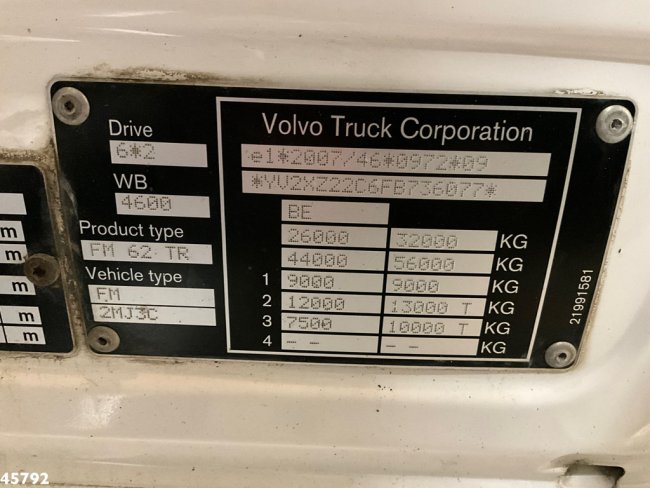 Drive
6*2
WB
4600
Product type
FM 62 TR
Vehicle type
FM
2MJ3C
Volvo Truck Corporation
e1*2007/46*0972*09
*YV2XZ22C6FB736077*
BE
26000 32000 KG
44000 56000 KG
1 9000 9000 KG
2 12000 13000 T KG
3 7500 10000 T KG
4 -- -- KG
21991581
m
m
m
m
m
45792